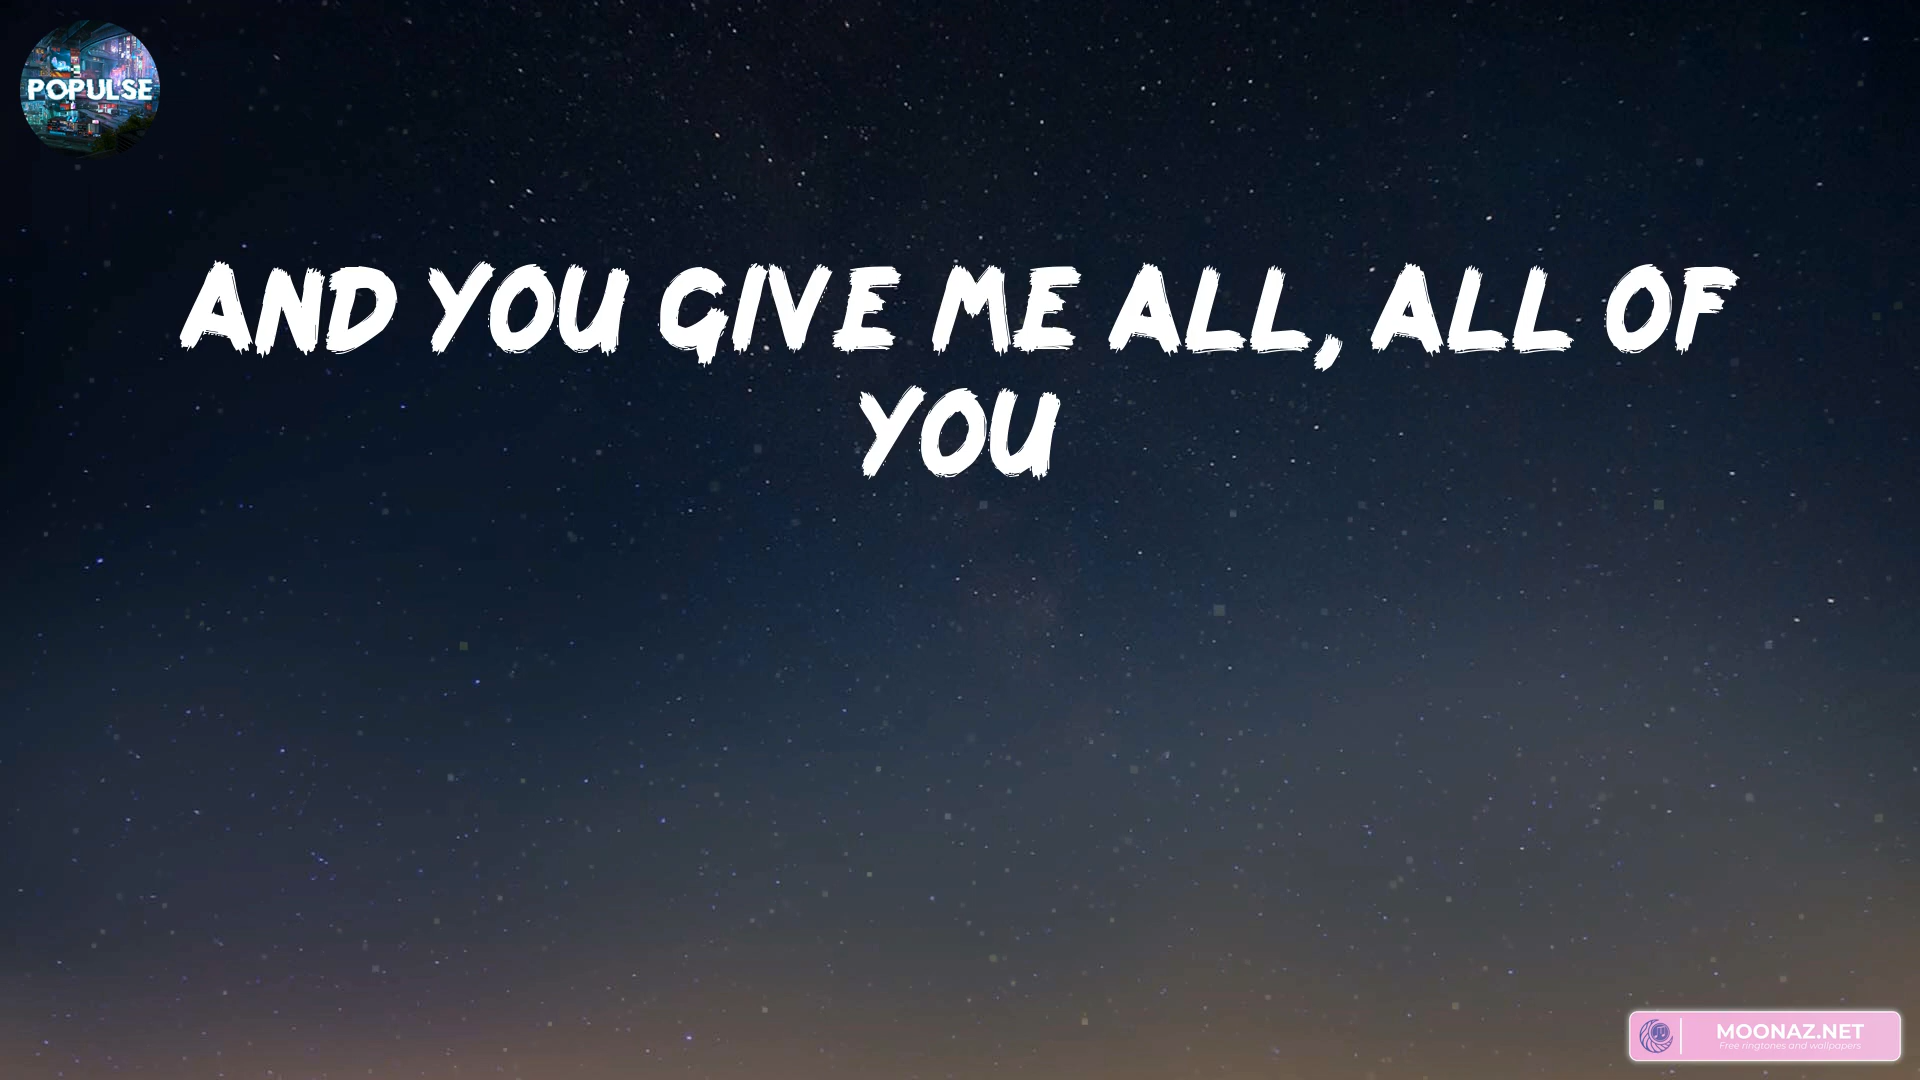 POPULSE
AND YOU GIVE ME ALL, ALL OF
YOU
MOONAZ.NET
Free ringtones and wallpapers